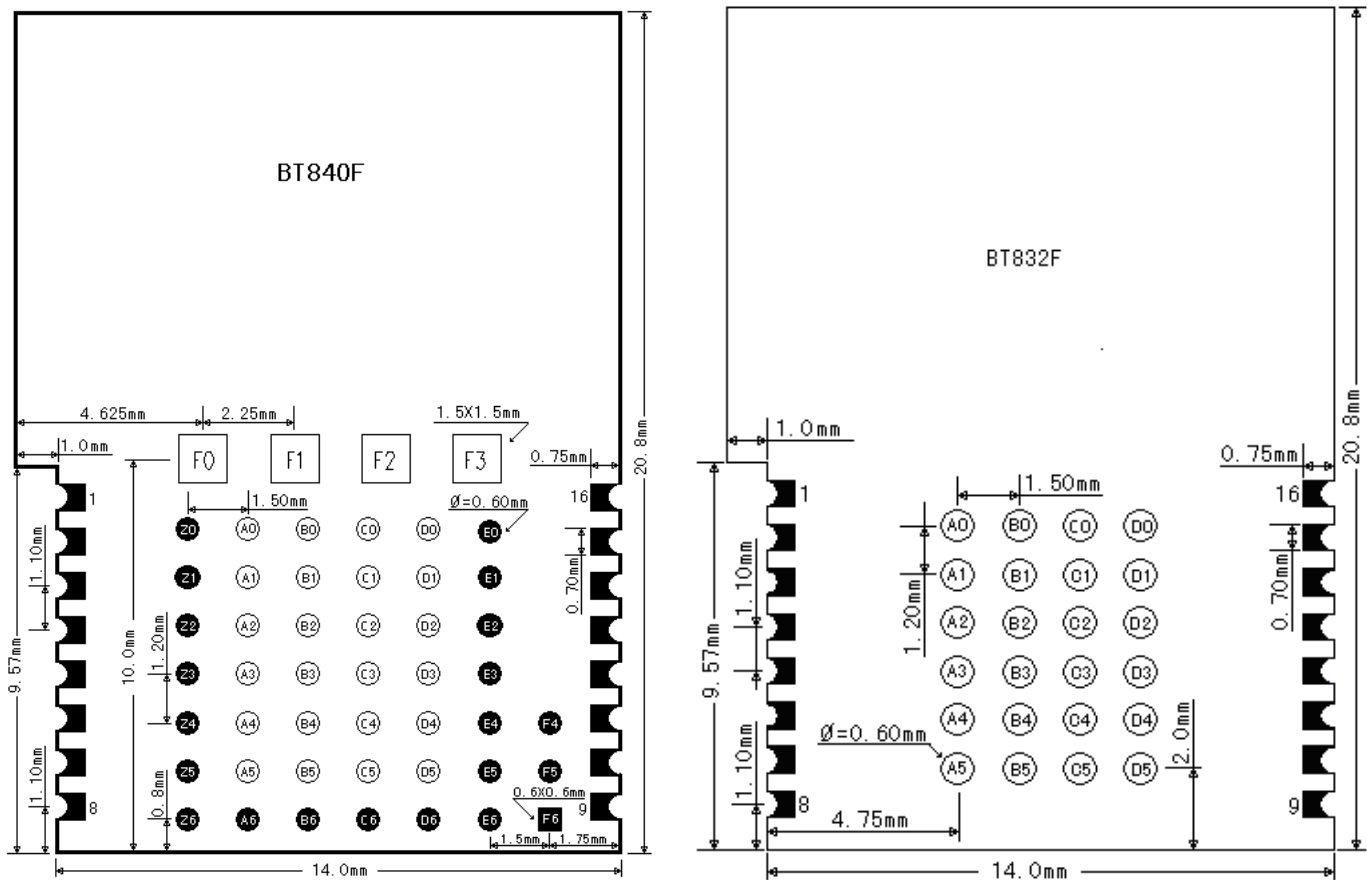 BT840F
4.625mm
2.25mm
1.5X1.5mm
1.0mm
F0 F1 F2 F3
0.75mm
20.8mm
1 16
1.50mm
Ø=0.60mm
Z0 A0 B0 C0 D0 E0
1.10mm
0.70mm
Z1 A1 B1 C1 D1 E1
Z2 A2 B2 C2 D2 E2
1.20mm
9.57mm
10.0mm
Z3 A3 B3 C3 D3 E3
Z4 A4 B4 C4 D4 E4 F4
Z5 A5 B5 C5 D5 E5 F5
1.10mm
0.8mm
0.6X0.6mm
8 9
Z6 A6 B6 C6 D6 E6 F6
1.5mm 1.75mm
14.0mm
BT832F
20.8mm
1.0mm
0.75mm
1.50mm
1 16
A0 B0 C0 D0
1.10mm
1.20mm
0.70mm
A1 B1 C1 D1
A2 B2 C2 D2
9.57mm
A3 B3 C3 D3
A4 B4 C4 D4
Ø=0.60mm
2.0mm
A5 B5 C5 D5
1.10mm
8 9
4.75mm
14.0mm